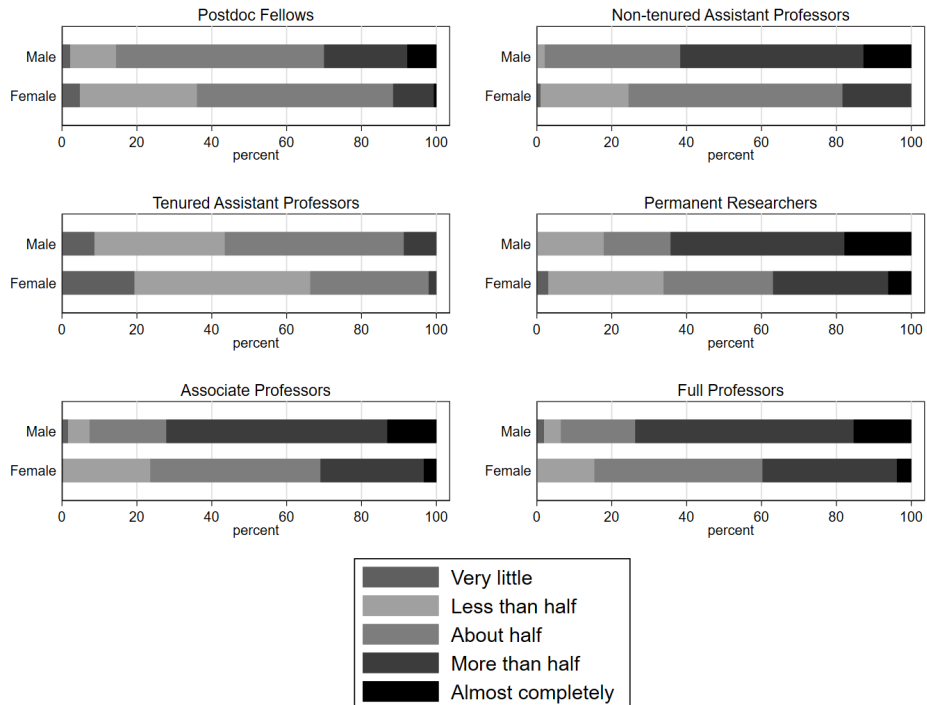 Postdoc Fellows
Male
Female
0 20 40 60 80 100
percent
Non-tenured Assistant Professors
Male
Female
0 20 40 60 80 100
percent
Tenured Assistant Professors
Male
Female
0 20 40 60 80 100
percent
Permanent Researchers
Male
Female
0 20 40 60 80 100
percent
Associate Professors
Male
Female
0 20 40 60 80 100
percent
Full Professors
Male
Female
0 20 40 60 80 100
percent
Very little
Less than half
About half
More than half
Almost completely